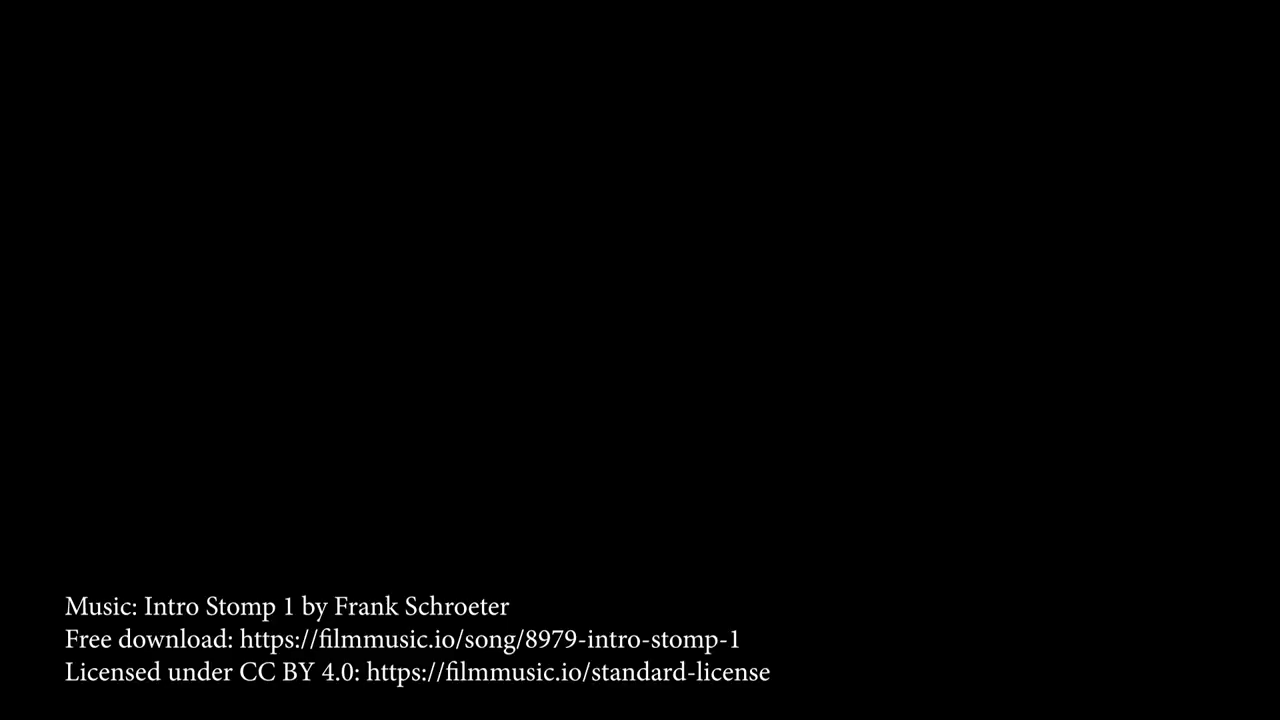 Music: Intro Stomp 1 by Frank Schroeter
Free download: https://filmmusic.io/song/8979-intro-stomp-1
Licensed under CC BY 4.0: https://filmmusic.io/standard-license